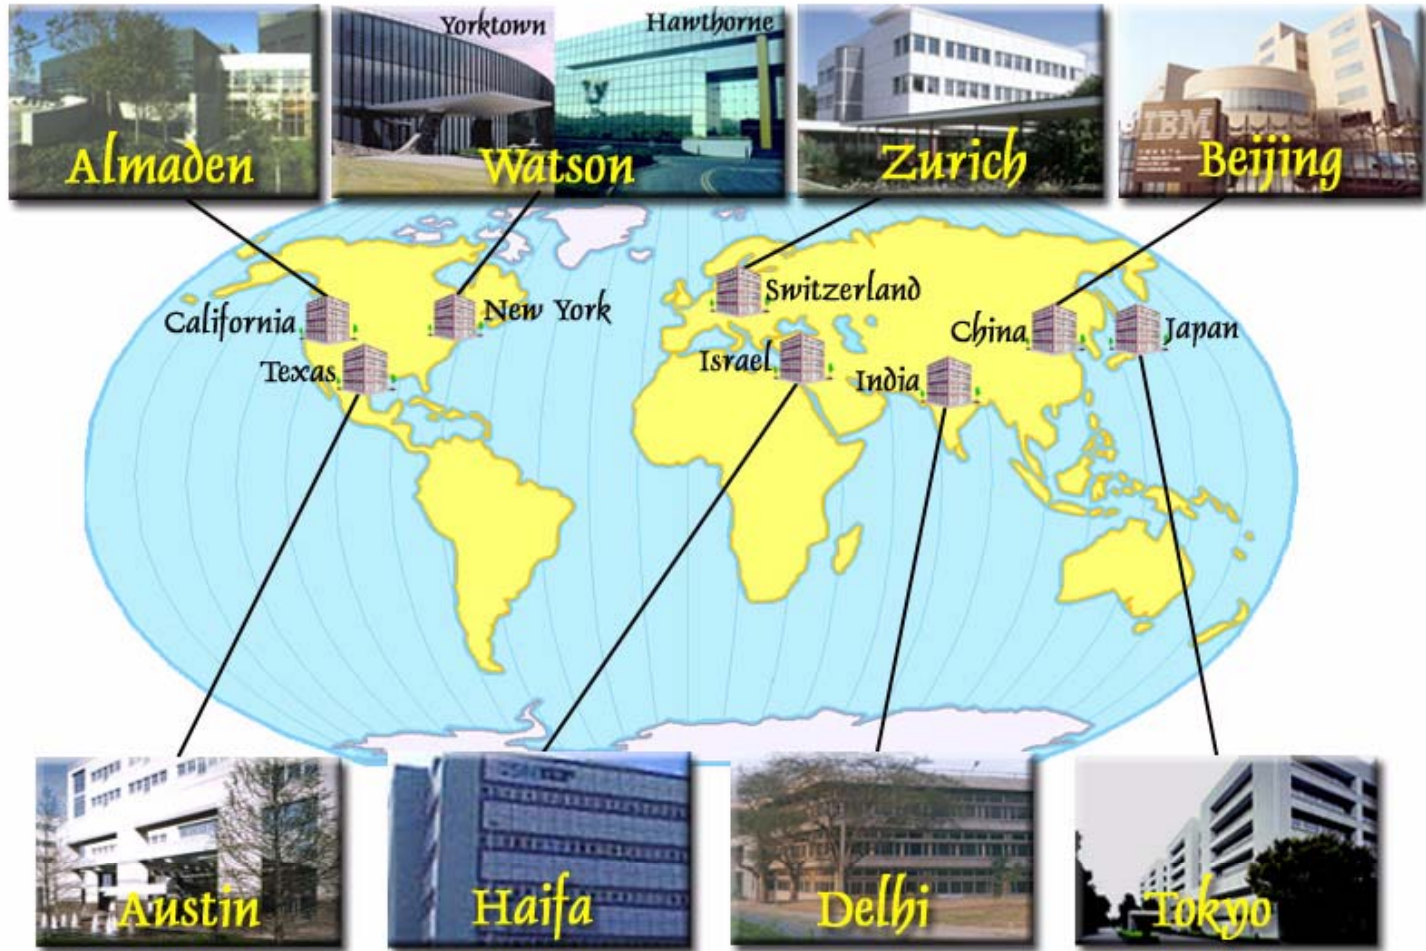 Yorktown
Hawthorne
Almaden
Watson
Zurich
IBM
Beijing
California
New York
Switzerland
China
Japan
Texas
Israel
India
Austin
Haifa
Delhi
Tokyo